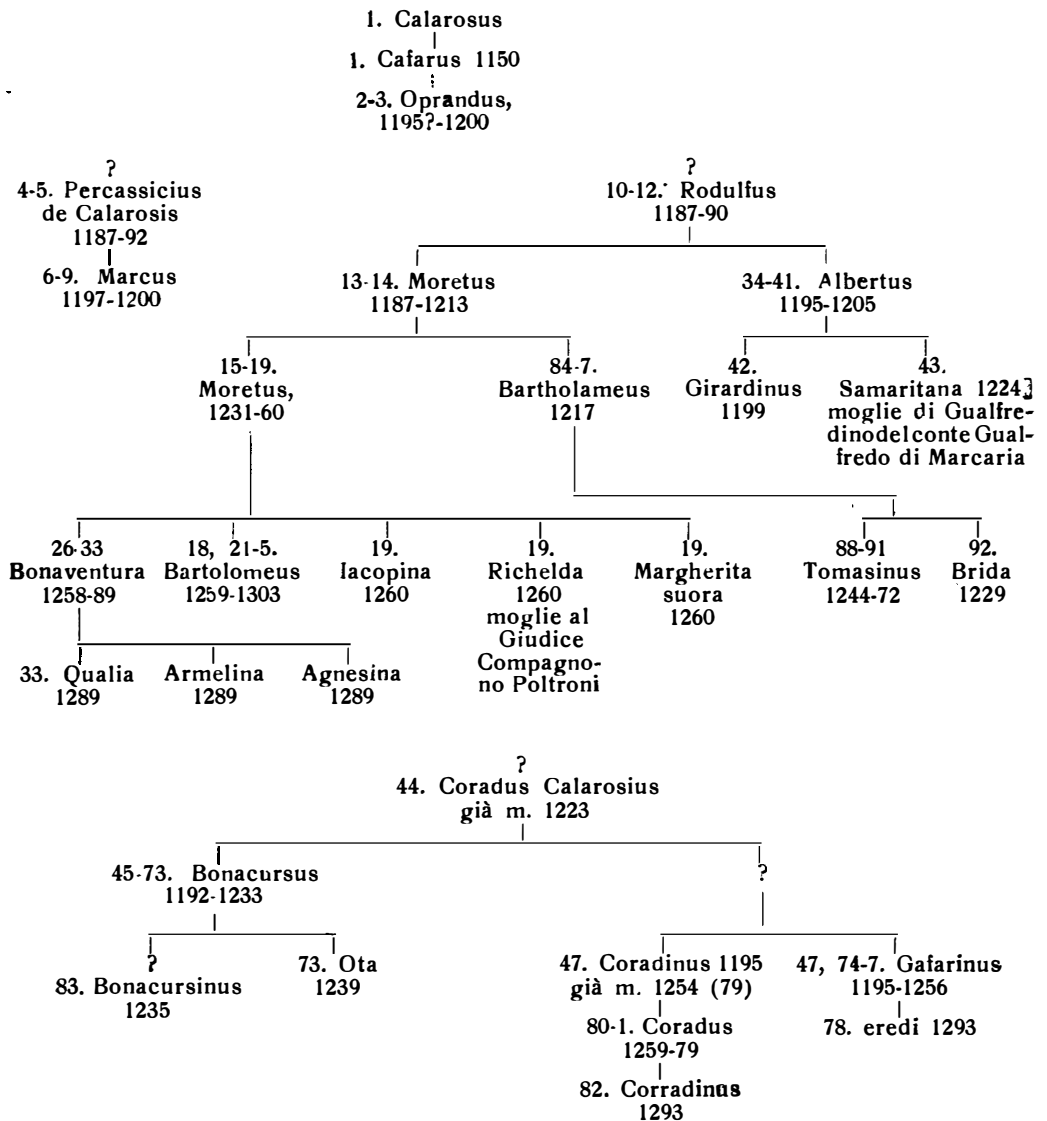 1. Calarosus
1. Cafarus 1150
2-3. Oprandus,
1195?-1200
?
4-5. Percassicius
de Calarosis
1187-92
6-9. Marcus
1197-1200
?
10-12. Rodulfus
1187-90
13-14. Moretus
1187-1213
34-41. Albertus
1195-1205
15-19.
Moretus,
1231-60
84-7.
Bartholameus
1217
42.
Girardinus
1199
43.
Samaritana 1224]
moglie di Gualfre-
dinodelconte Gual-
fredo di Marcaria
26-33
Bonaventura
1258-89
18, 21-5.
Bartolomeus
1259-1303
19.
Iacopina
1260
19.
Richelda
1260
moglie al
Giudice
Compagno-
no Poltroni
19.
Margherita
suora
1260
88-91
Tomasinus
1244-72
92.
Brida
1229
33. Qualia
1289
Armelina
1289
Agnesina
1289
?
44. Coradus Calarosius
già m. 1223
45-73. Bonacursus
1192-1233
?
?
83. Bonacursinus
1235
73. Ota
1239
47. Coradinus 1195
già m. 1254 (79)
47, 74-7. Gafarinus
1195-1256
80-1. Coradus
1259-79
78. eredi 1293
82. Corradinus
1293